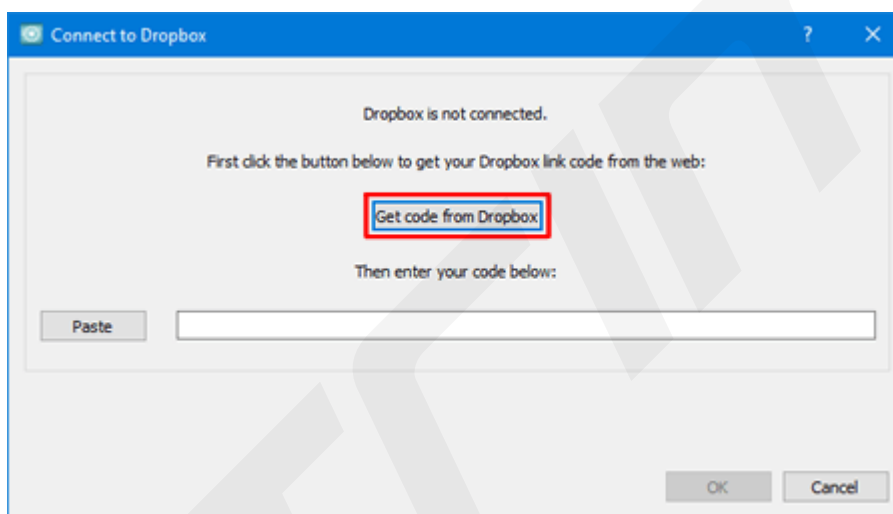 Connect to Dropbox ?
Dropbox is not connected.
First click the button below to get your Dropbox link code from the web:
Get code from Dropbox
Then enter your code below:
Paste
OK Cancel